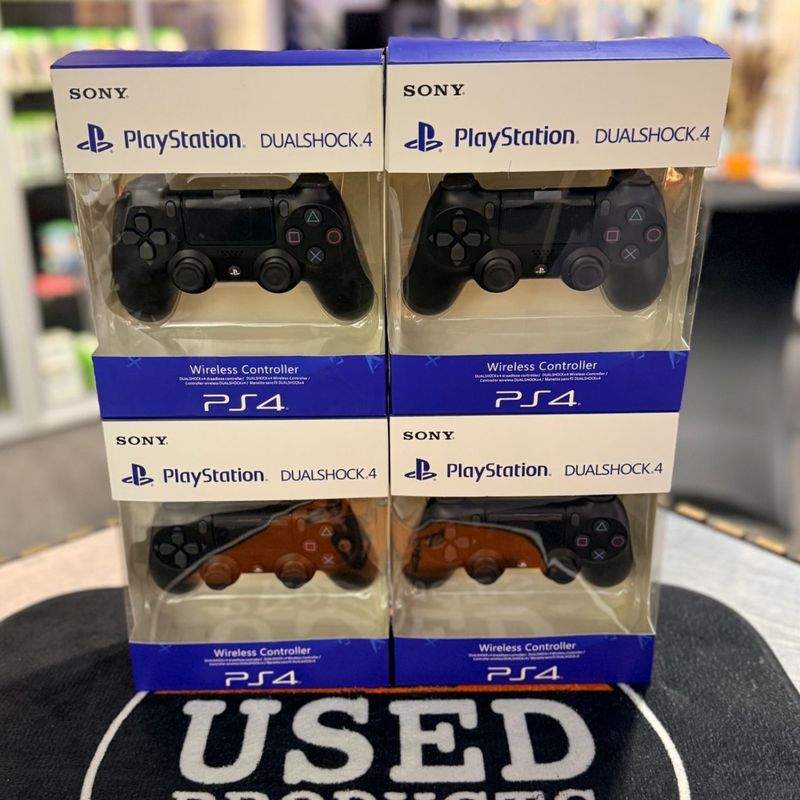 SONY
PlayStation. DUALSHOCK.4
Wireless Controller
PS4
SONY
PlayStation. DUALSHOCK.4
Wireless Controller
PS4
SONY
PlayStation. DUALSHOCK.4
Wireless Controller
PS4
SONY
PlayStation. DUALSHOCK.4
Wireless Controller
PS4
USED
PRODUCTS